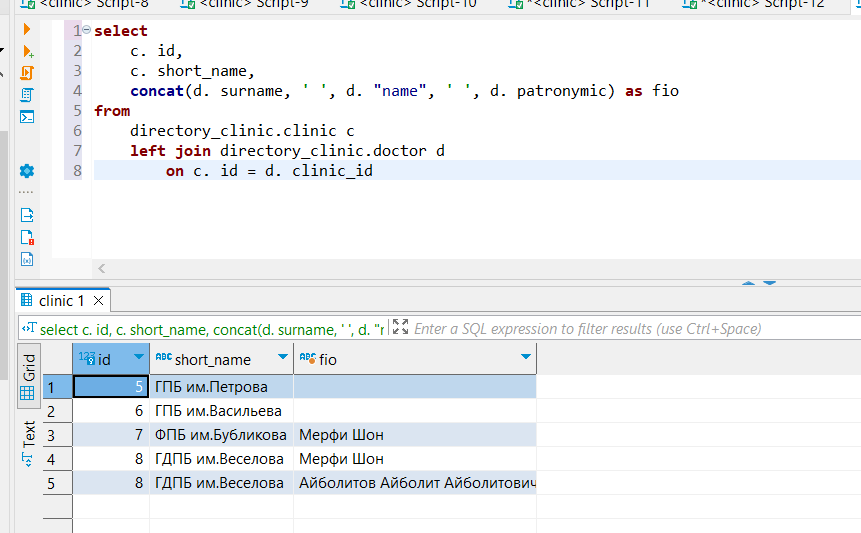 <clinic> Script-8 <clinic> Script-9 <clinic> Script-10 *<clinic> Script-11 *<clinic> Script-12
1 select
2 c. id,
3 c. short_name,
4 concat(d. surname, ' ', d. "name", ' ', d. patronymic) as fio
5 from
6 directory_clinic.clinic c
7 left join directory_clinic.doctor d
8 on c. id = d. clinic_id
clinic 1
select c. id, c. short_name, concat(d. surname, ' ', d. "r Enter a SQL expression to filter results (use Ctrl+Space)
Grid
Text
123 id ABC short_name ABC fio
1 5 ГПБ им.Петрова
2 6 ГПБ им.Васильева
3 7 ФПБ им.Бубликова Мерфи Шон
4 8 ГДПБ им.Веселова Мерфи Шон
5 8 ГДПБ им.Веселова Айболитов Айболит Айболитович